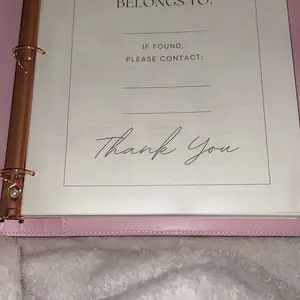 BELONGS TO:
IF FOUND,
PLEASE CONTACT:
Thank You